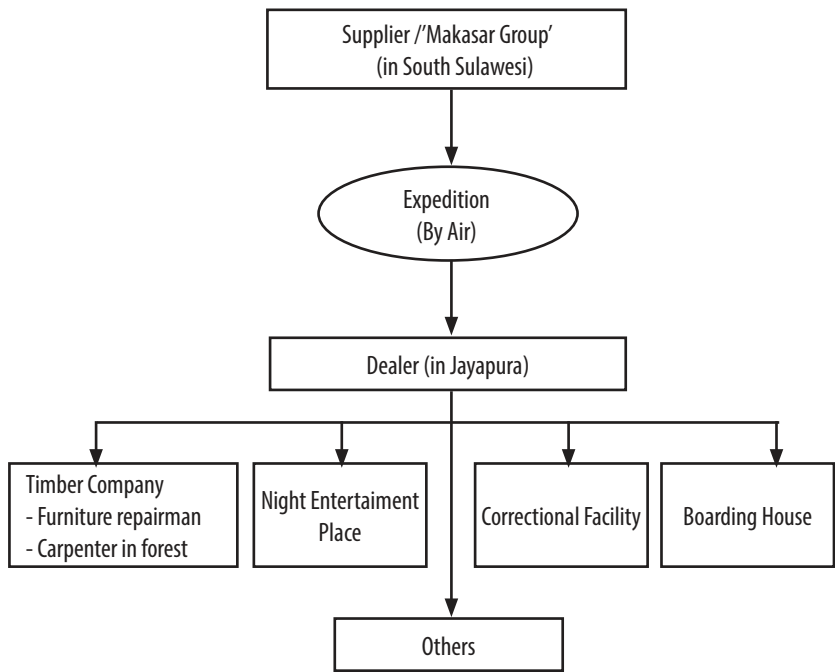 Supplier /'Makasar Group'
(in South Sulawesi)
Expedition
(By Air)
Dealer (in Jayapura)
Timber Company
- Furniture repairman
- Carpenter in forest
Night Entertaiment
Place
Correctional Facility
Boarding House
Others